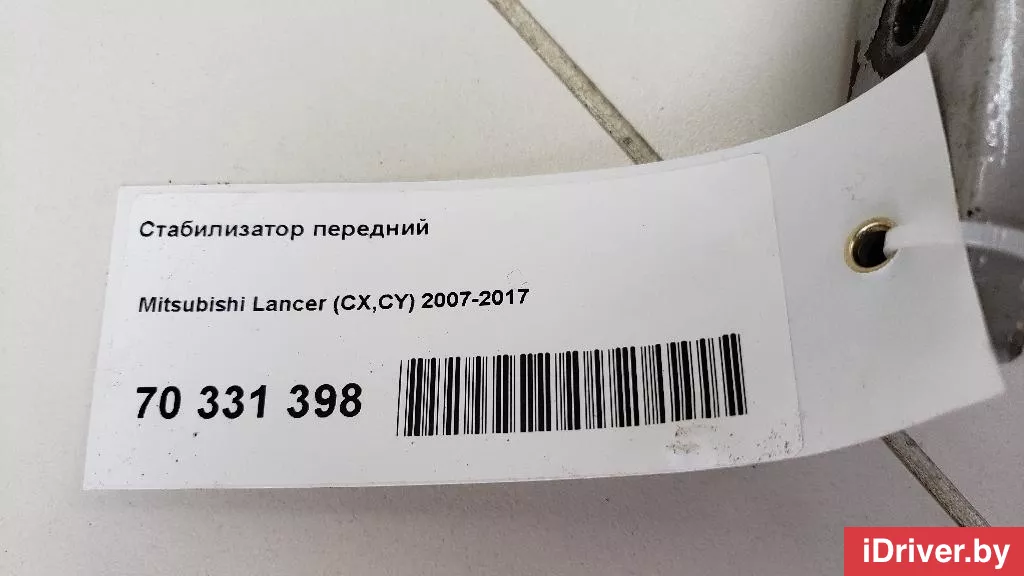 Стабилизатор передний
Mitsubishi Lancer (CX,CY) 2007-2017
70 331 398
iDriver.by